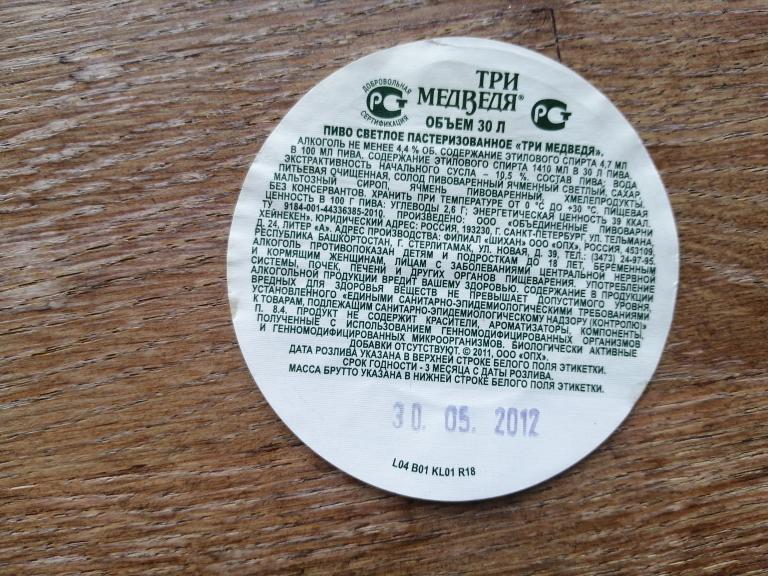 ДОБРОВОЛЬНАЯ
СЕРТИФИКАЦИЯ
ТРИ
МЕДВЕДЯ®
ОБЪЕМ 30 Л
ПИВО СВЕТЛОЕ ПАСТЕРИЗОВАННОЕ «ТРИ МЕДВЕДЯ».
АЛКОГОЛЬ НЕ МЕНЕЕ 4,4 % ОБ. СОДЕРЖАНИЕ ЭТИЛОВОГО СПИРТА 4,7 МЛ
В 100 МЛ ПИВА. СОДЕРЖАНИЕ ЭТИЛОВОГО СПИРТА 1410 МЛ В 30 Л ПИВА.
ЭКСТРАКТИВНОСТЬ НАЧАЛЬНОГО СУСЛА – 10,5 %. СОСТАВ ПИВА: ВОДА
ПИТЬЕВАЯ ОЧИЩЕННАЯ, СОЛОД ПИВОВАРЕННЫЙ ЯЧМЕННЫЙ СВЕТЛЫЙ, САХАР,
МАЛЬТОЗНЫЙ СИРОП, ЯЧМЕНЬ ПИВОВАРЕННЫЙ, ХМЕЛЕПРОДУКТЫ.
БЕЗ КОНСЕРВАНТОВ. ХРАНИТЬ ПРИ ТЕМПЕРАТУРЕ ОТ 0 °C ДО +30 °C. ПИЩЕВАЯ
ЦЕННОСТЬ В 100 Г ПИВА: УГЛЕВОДЫ 2,6 Г; ЭНЕРГЕТИЧЕСКАЯ ЦЕННОСТЬ 39 ККАЛ.
ТУ 9184-001-44336385-2010. ПРОИЗВЕДЕНО ООО «ОБЪЕДИНЕННЫЕ ПИВОВАРНИ
ХЕЙНЕКЕН». ЮРИДИЧЕСКИЙ АДРЕС: РОССИЯ, 193230, Г. САНКТ-ПЕТЕРБУРГ, УЛ. ТЕЛЬМАНА,
Д. 24, ЛИТЕР «А». АДРЕС ПРОИЗВОДСТВА: ФИЛИАЛ «ШИХАН» ООО «ОПХ», РОССИЯ, 453109,
РЕСПУБЛИКА БАШКОРТОСТАН, Г. СТЕРЛИТАМАК, УЛ. НОВАЯ, Д. 39, ТЕЛ.: (3473) 24-97-95.
АЛКОГОЛЬ ПРОТИВОПОКАЗАН ДЕТЯМ И ПОДРОСТКАМ ДО 18 ЛЕТ, БЕРЕМЕННЫМ
И КОРМЯЩИМ ЖЕНЩИНАМ, ЛИЦАМ С ЗАБОЛЕВАНИЯМИ ЦЕНТРАЛЬНОЙ НЕРВНОЙ
СИСТЕМЫ, ПОЧЕК, ПЕЧЕНИ И ДРУГИХ ОРГАНОВ ПИЩЕВАРЕНИЯ. УПОТРЕБЛЕНИЕ
АЛКОГОЛЬНОЙ ПРОДУКЦИИ ВРЕДИТ ВАШЕМУ ЗДОРОВЬЮ. СОДЕРЖАНИЕ В ПРОДУКЦИИ
ВРЕДНЫХ ДЛЯ ЗДОРОВЬЯ ВЕЩЕСТВ НЕ ПРЕВЫШАЕТ ДОПУСТИМОГО УРОВНЯ,
УСТАНОВЛЕННОГО «ЕДИНЫМИ САНИТАРНО-ЭПИДЕМИОЛОГИЧЕСКИМИ ТРЕБОВАНИЯМИ
К ТОВАРАМ, ПОДЛЕЖАЩИМ САНИТАРНО-ЭПИДЕМИОЛОГИЧЕСКОМУ НАДЗОРУ (КОНТРОЛЮ)»
П. 8.4. ПРОДУКТ НЕ СОДЕРЖИТ КРАСИТЕЛИ, АРОМАТИЗАТОРЫ, КОМПОНЕНТЫ,
ПОЛУЧЕННЫЕ С ИСПОЛЬЗОВАНИЕМ ГЕННОМОДИФИЦИРОВАННЫХ ОРГАНИЗМОВ
И ГЕННОМОДИФИЦИРОВАННЫХ МИКРООРГАНИЗМОВ. БИОЛОГИЧЕСКИ АКТИВНЫЕ
ДОБАВКИ ОТСУТСТВУЮТ. © 2011, ООО «ОПХ».
ДАТА РОЗЛИВА УКАЗАНА В ВЕРХНЕЙ СТРОКЕ БЕЛОГО ПОЛЯ ЭТИКЕТКИ.
СРОК ГОДНОСТИ - 3 МЕСЯЦА С ДАТЫ РОЗЛИВА.
МАССА БРУТТО УКАЗАНА В НИЖНЕЙ СТРОКЕ БЕЛОГО ПОЛЯ ЭТИКЕТКИ.
30. 05. 2012
L04 B01 KL01 R18